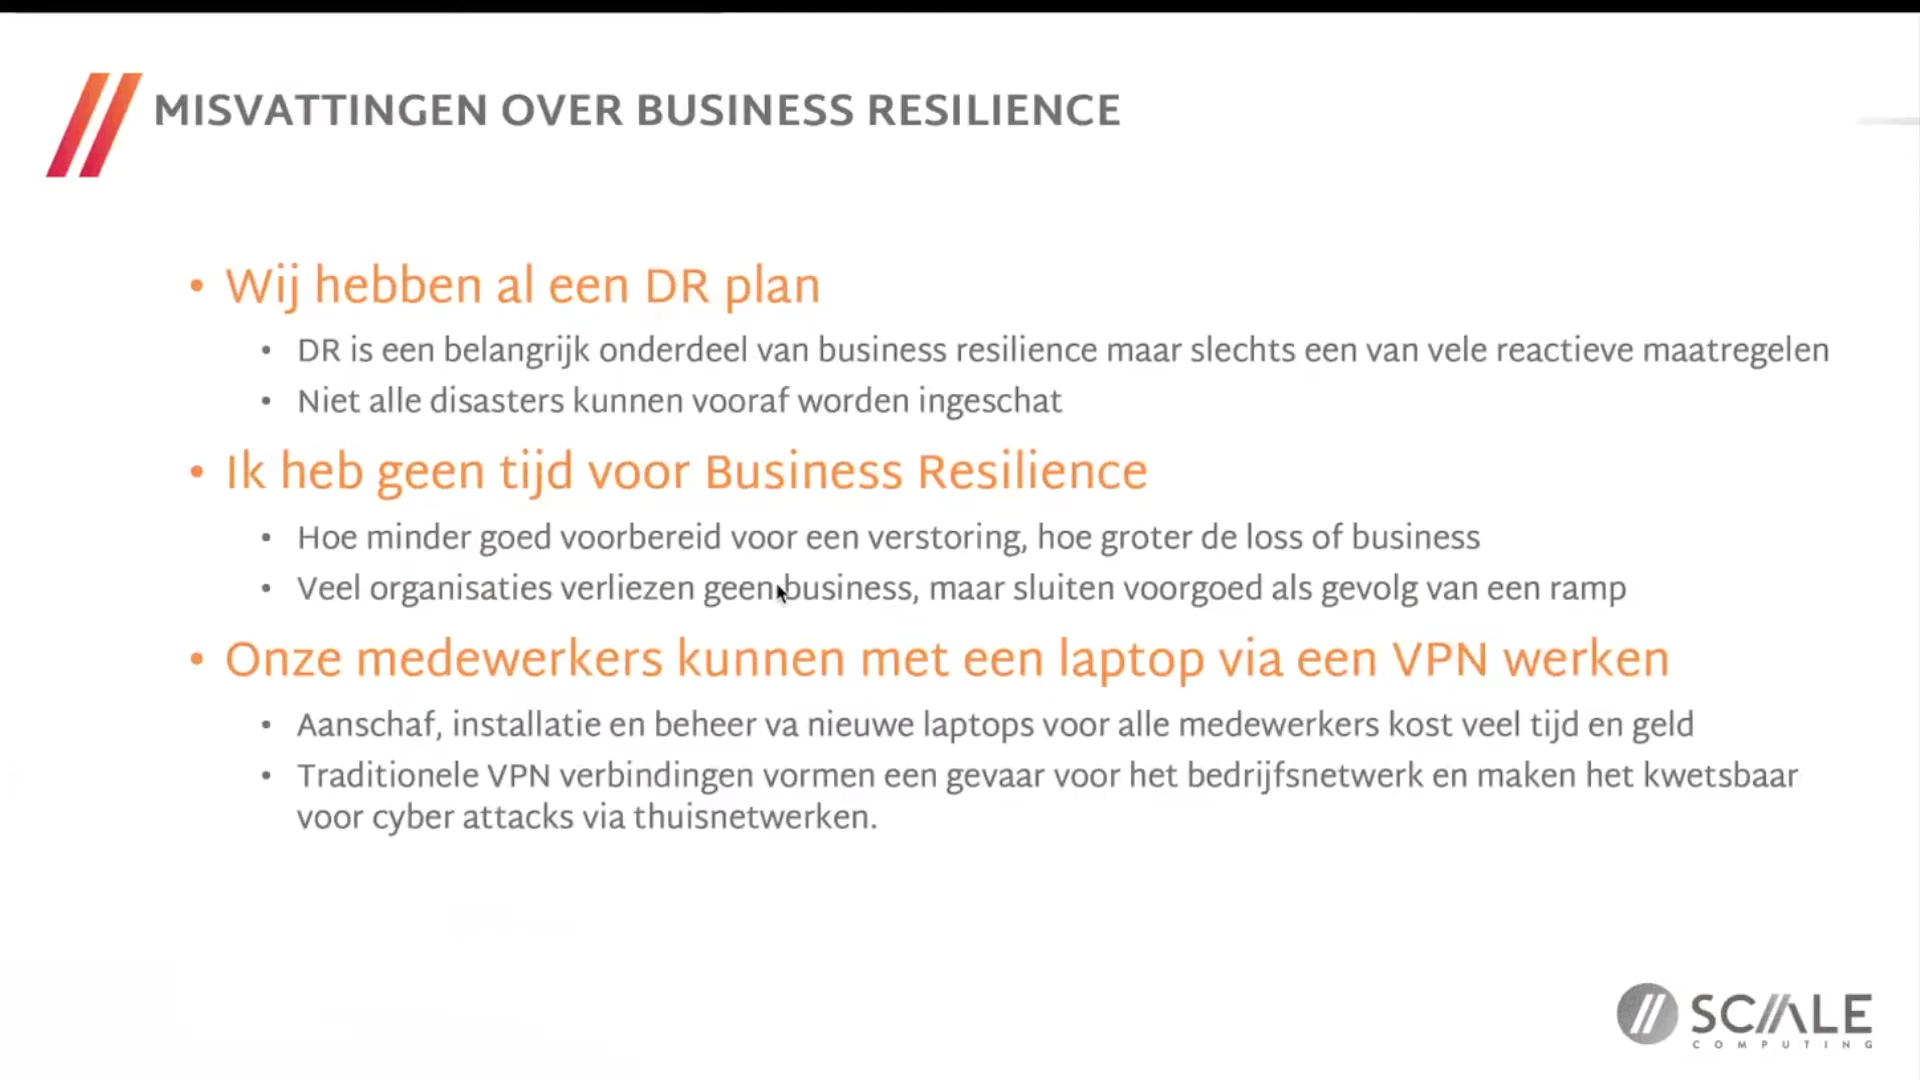 MISVATTINGEN OVER BUSINESS RESILIENCE
• Wij hebben al een DR plan
• DR is een belangrijk onderdeel van business resilience maar slechts een van vele reactieve maatregelen
• Niet alle disasters kunnen vooraf worden ingeschat
• Ik heb geen tijd voor Business Resilience
• Hoe minder goed voorbereid voor een verstoring, hoe groter de loss of business
• Veel organisaties verliezen geen business, maar sluiten voorgoed als gevolg van een ramp
• Onze medewerkers kunnen met een laptop via een VPN werken
• Aanschaf, installatie en beheer va nieuwe laptops voor alle medewerkers kost veel tijd en geld
• Traditionele VPN verbindingen vormen een gevaar voor het bedrijfsnetwerk en maken het kwetsbaar
voor cyber attacks via thuisnetwerken.
SCALE
COMPUTING